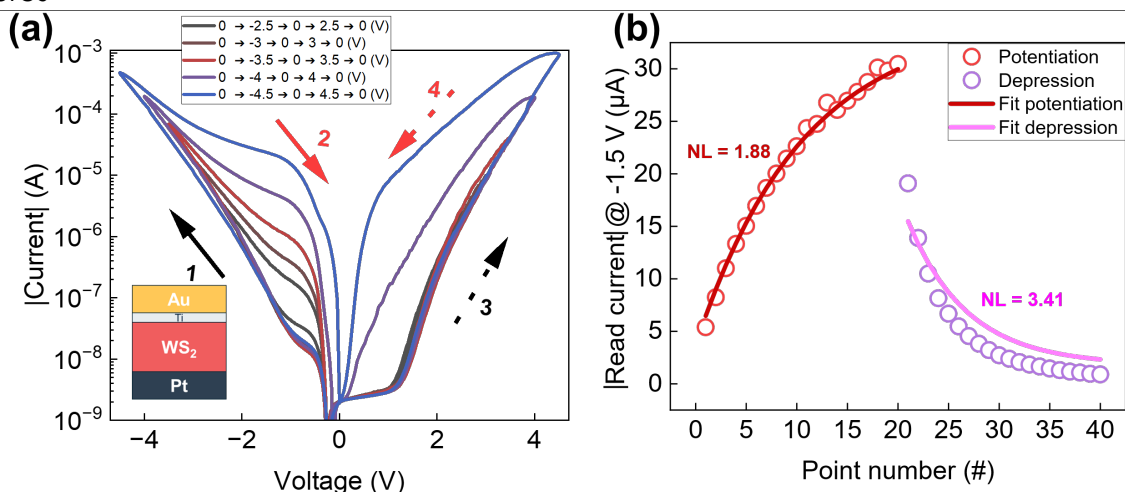 (a)
0 ➔ -2.5 ➔ 0 ➔ 2.5 ➔ 0 (V)
0 ➔ -3 ➔ 0 ➔ 3 ➔ 0 (V)
0 ➔ -3.5 ➔ 0 ➔ 3.5 ➔ 0 (V)
0 ➔ -4 ➔ 0 ➔ 4 ➔ 0 (V)
0 ➔ -4.5 ➔ 0 ➔ 4.5 ➔ 0 (V)
10⁻³
10⁻⁴
10⁻⁵
10⁻⁶
10⁻⁷
10⁻⁸
10⁻⁹
|Current| (A)
1
2
3
4
Au
Ti
WS₂
Pt
−4
−2
0
2
4
Voltage (V)
(b)
Potentiation
Depression
Fit potentiation
Fit depression
30
25
20
15
10
5
0
|Read current|@ -1.5 V (µA)
NL = 1.88
NL = 3.41
0
5
10
15
20
25
30
35
40
Point number (#)